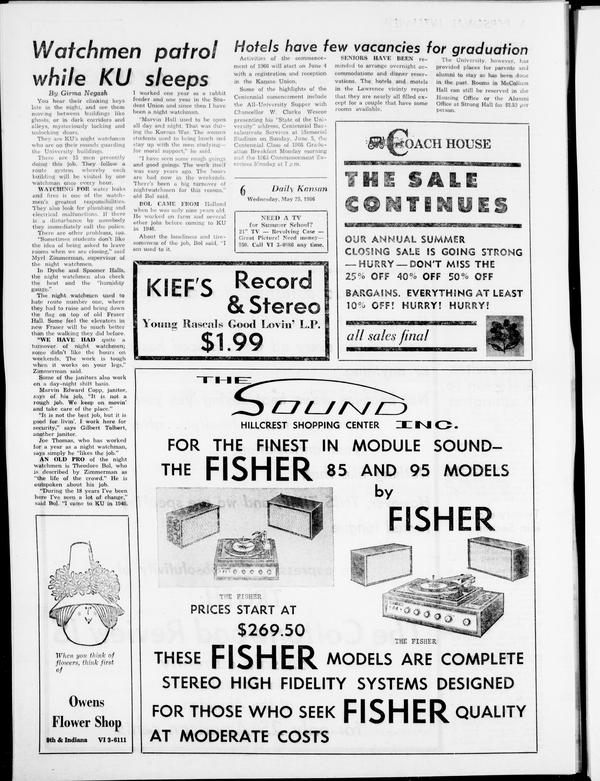 Watchmen patrol
while KU sleeps
By Girma Negash
You hear their clinking keys
late in the night, and see them
moving between buildings like
ghosts, or in dark corridors and
alleys, mysteriously locking and
unlocking doors.
They are KU's night watchmen
who are on their rounds guarding
the University buildings.
There are 15 men presently
doing this job. They follow a
route system whereby each
building will be visited by one
watchman once every hour.
WATCHING FOR water leaks
and fires is one of the watch-
men's greatest responsibilities.
They also look for plumbing and
electrical malfunctions. If there
is a disturbance by somebody
they immediately call the police.
There are other problems, too.
"Sometimes students don't like
the idea of being asked to leave
rooms when we are closing," said
Myrl Zimmerman, supervisor of
the night watchmen.
In Dyche and Spooner Halls,
the night watchmen also check
the heat and the "humidity
gauge."
The night watchmen used to
hate route number one, where
they had to raise and bring down
the flag on top of old Fraser
Hall. Some feel the elevators in
new Fraser will be much better
than the walking they did before.
"WE HAVE HAD quite a
turnover of night watchmen;
some didn't like the hours on
weekends. The work is tough
when it works on your legs,"
Zimmerman said.
Some of the janitors also work
on a day-night shift basis.
Marvin Edward Copp, janitor,
says of his job, "It is not a
rough job. We keep on movin'
and take care of the place."
"It is not the best job, but it is
good for livin'. I work here for
security," says Gilbert Tolbert,
another janitor.
Joe Thomas, who has worked
for a year as a night watchman,
says simply he "likes the job."
AN OLD PRO of the night
watchmen is Theodore Bol, who
is described by Zimmerman as
"the life of the crowd." He is
outspoken about his job.
"During the 18 years I've been
here I've seen a lot of change,"
said Bol. "I came to KU in 1948.
I worked one year as a rabbit
feeder and one year in the Stu-
dent Union and since then I have
been a night watchman.
"Marvin Hall used to be open
all day and night. That was dur-
ing the Korean War. The women
students used to bring lunch and
stay up with the men studying—
for moral support," he said.
"I have seen some rough goings
and good goings. The work itself
was easy years ago. The hours
are bad now in the weekends.
There's been a big turnover of
nightwatchmen for this reason,"
old Bol said.
BOL CAME FROM Holland
when he was only nine years old.
He worked on farm and several
other jobs before coming to KU
in 1948.
About the loneliness and tire-
someness of the job, Bol said, "I
am used to it.
Hotels have few vacancies for graduation
Activities of the commence-
ment of 1966 will start on June 4
with a registration and reception
in the Kansas Union.
Some of the highlights of the
Centennial commencement include
the All-University Supper with
Chancellor W. Clarke Wescoe
presenting his "State of the Uni-
versity" address, Centennial Bac-
calaureate Services at Memorial
Stadium on Sunday, June 5, the
Centennial Class of 1966 Gradu-
ation Breakfast Monday morning
and the 1966 Commencement Ex-
ercises Monday at 7 p.m.
SENIORS HAVE BEEN re-
minded to arrange overnight ac-
commodations and dinner reser-
vations. The hotels and motels
in the Lawrence vicinity report
that they are nearly all filled ex-
cept for a couple that have some
rooms available.
The University, however, has
provided places for parents and
alumni to stay as has been done
in the past. Rooms in McCollum
Hall can still be reserved in the
Housing Office or the Alumni
Office at Strong Hall for $2.53 per
person.
6 Daily Kansan
Wednesday, May 25, 1966
NEED A TV
for Summer School?
21" TV — Revolving Case —
Great Picture! Need money—
$50. Call VI 3-8086 any time.
COACH HOUSE
THE SALE
CONTINUES
OUR ANNUAL SUMMER
CLOSING SALE IS GOING STRONG
—HURRY—DON'T MISS THE
25% OFF 40% OFF 50% OFF
BARGAINS. EVERYTHING AT LEAST
10% OFF! HURRY! HURRY!
all sales final
KIEF'S Record
& Stereo
Young Rascals Good Lovin' L.P.
$1.99
THE
SOUND
HILLCREST SHOPPING CENTER INC.
FOR THE FINEST IN MODULE SOUND—
THE FISHER 85 AND 95 MODELS
by
FISHER
THE FISHER
PRICES START AT
$269.50
THE FISHER
THESE FISHER MODELS ARE COMPLETE
STEREO HIGH FIDELITY SYSTEMS DESIGNED
FOR THOSE WHO SEEK FISHER QUALITY
AT MODERATE COSTS
When you think of
flowers, think first
of
Owens
Flower Shop
9th & Indiana VI 3-6111